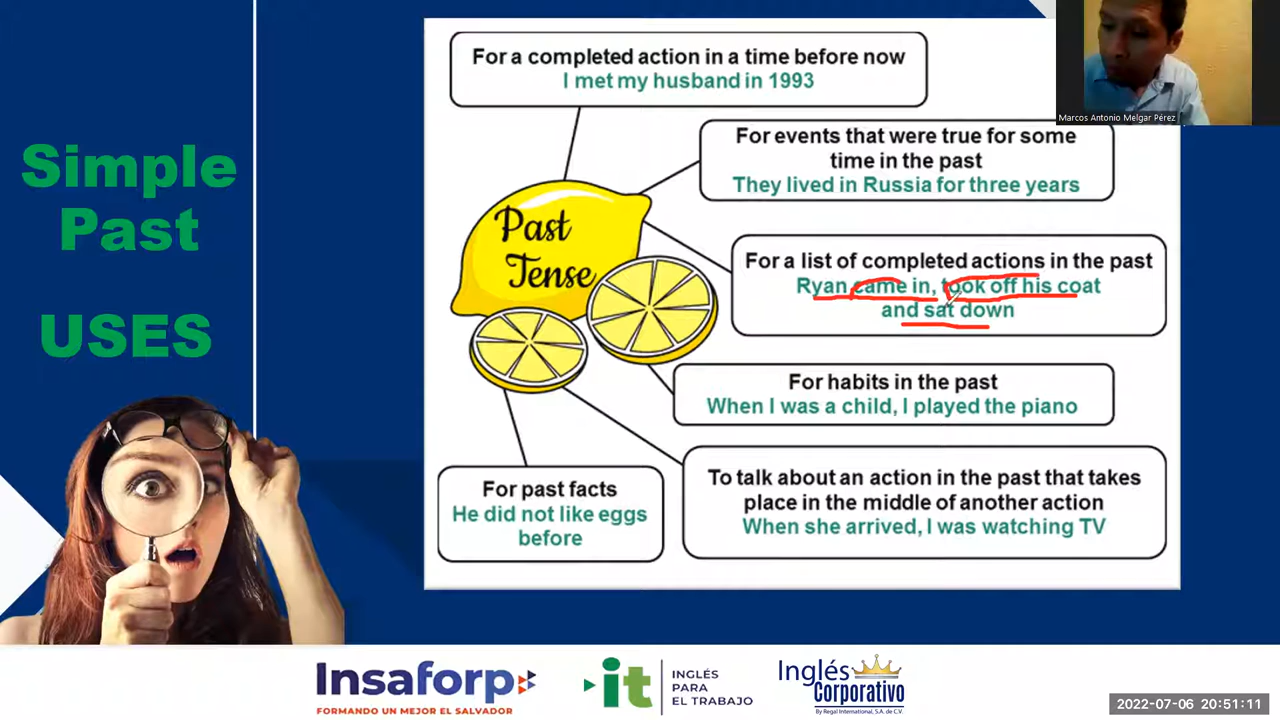 Simple
Past
USES
For a completed action in a time before now
I met my husband in 1993
For events that were true for some
time in the past
They lived in Russia for three years
For a list of completed actions in the past
Ryan came in, took off his coat
and sat down
For habits in the past
When I was a child, I played the piano
To talk about an action in the past that takes
place in the middle of another action
When she arrived, I was watching TV
For past facts
He did not like eggs
before
Past
Tense
Marcos Antonio Melgar Pérez
Insaforp
FORMANDO UN MEJOR EL SALVADOR
it
INGLÉS
PARA
EL TRABAJO
Inglés
Corporativo
By Regal International, S.A. de C.V.
2022-07-06 20:51:11